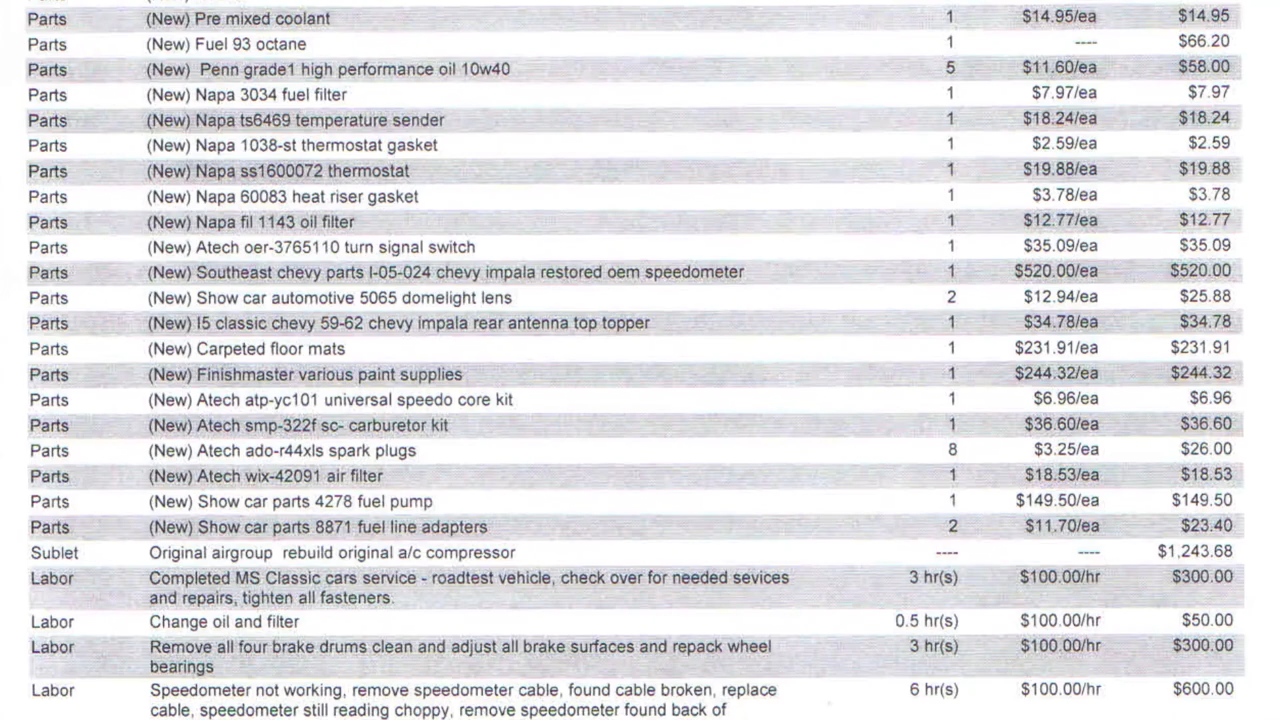 Parts (New) Pre mixed coolant 1 $14.95/ea $14.95
Parts (New) Fuel 93 octane 1 ---- $66.20
Parts (New) Penn grade1 high performance oil 10w40 5 $11.60/ea $58.00
Parts (New) Napa 3034 fuel filter 1 $7.97/ea $7.97
Parts (New) Napa ts6469 temperature sender 1 $18.24/ea $18.24
Parts (New) Napa 1038-st thermostat gasket 1 $2.59/ea $2.59
Parts (New) Napa ss1600072 thermostat 1 $19.88/ea $19.88
Parts (New) Napa 60083 heat riser gasket 1 $3.78/ea $3.78
Parts (New) Napa fil 1143 oil filter 1 $12.77/ea $12.77
Parts (New) Atech oer-3765110 turn signal switch 1 $35.09/ea $35.09
Parts (New) Southeast chevy parts l-05-024 chevy impala restored oem speedometer 1 $520.00/ea $520.00
Parts (New) Show car automotive 5065 domelight lens 2 $12.94/ea $25.88
Parts (New) I5 classic chevy 59-62 chevy impala rear antenna top topper 1 $34.78/ea $34.78
Parts (New) Carpeted floor mats 1 $231.91/ea $231.91
Parts (New) Finishmaster various paint supplies 1 $244.32/ea $244.32
Parts (New) Atech atp-yc101 universal speedo core kit 1 $6.96/ea $6.96
Parts (New) Atech smp-322f sc- carburetor kit 1 $36.60/ea $36.60
Parts (New) Atech ado-r44xls spark plugs 8 $3.25/ea $26.00
Parts (New) Atech wix-42091 air filter 1 $18.53/ea $18.53
Parts (New) Show car parts 4278 fuel pump 1 $149.50/ea $149.50
Parts (New) Show car parts 8871 fuel line adapters 2 $11.70/ea $23.40
Sublet Original airgroup rebuild original a/c compressor ---- ---- $1,243.68
Labor Completed MS Classic cars service - roadtest vehicle, check over for needed sevices 3 hr(s) $100.00/hr $300.00
and repairs, tighten all fasteners.
Labor Change oil and filter 0.5 hr(s) $100.00/hr $50.00
Labor Remove all four brake drums clean and adjust all brake surfaces and repack wheel 3 hr(s) $100.00/hr $300.00
bearings
Labor Speedometer not working, remove speedometer cable, found cable broken, replace 6 hr(s) $100.00/hr $600.00
cable, speedometer still reading choppy, remove speedometer found back of